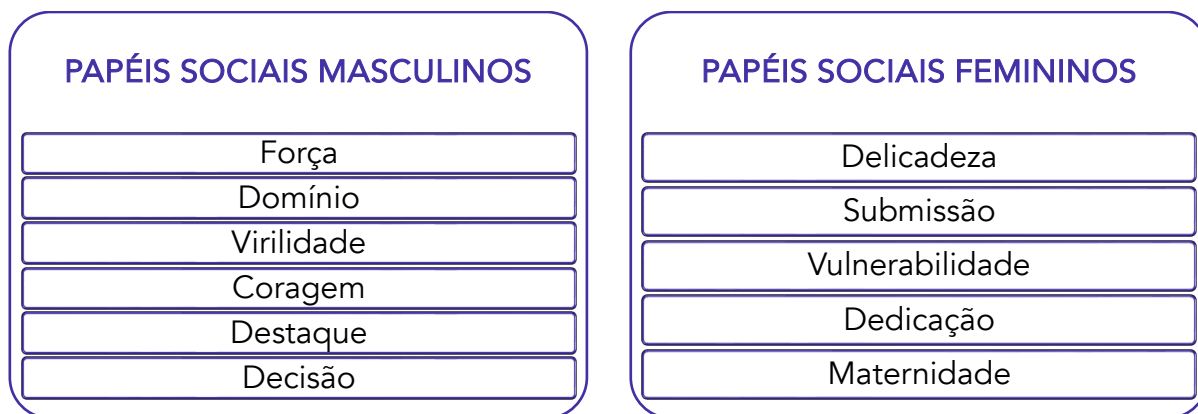 PAPÉIS SOCIAIS MASCULINOS
Força
Domínio
Virilidade
Coragem
Destaque
Decisão
PAPÉIS SOCIAIS FEMININOS
Delicadeza
Submissão
Vulnerabilidade
Dedicação
Maternidade